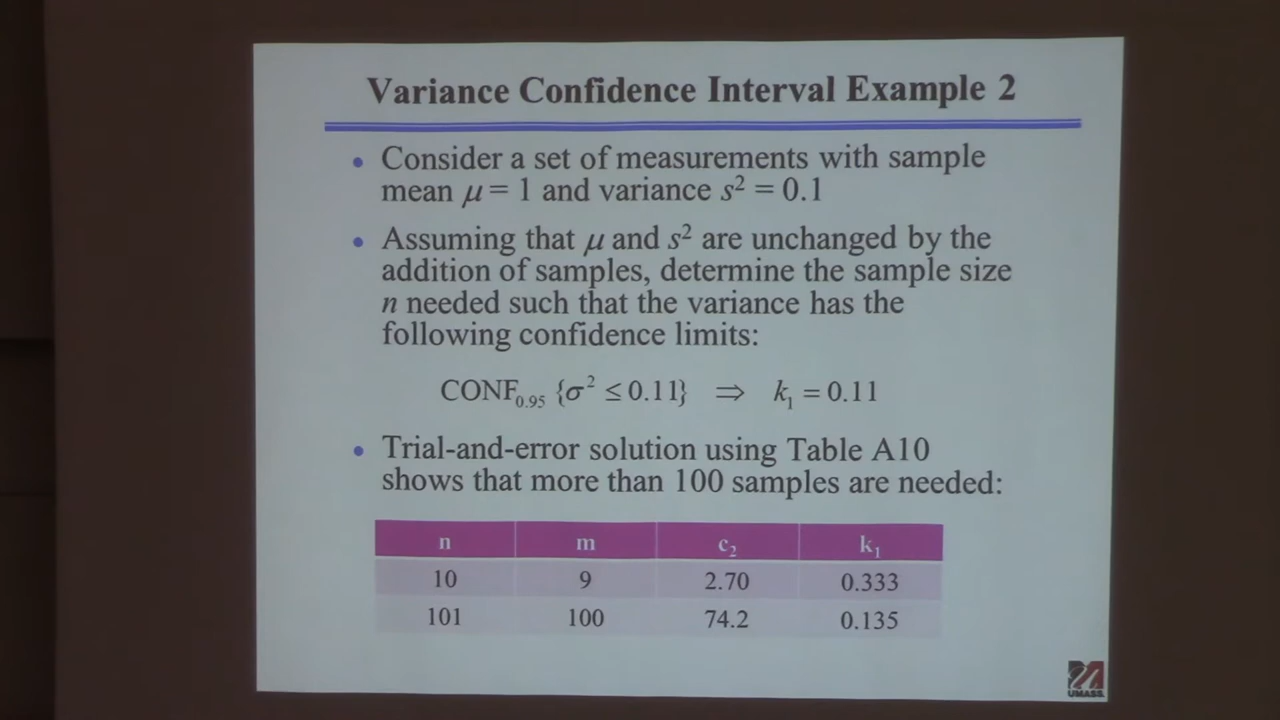 Variance Confidence Interval Example 2
• Consider a set of measurements with sample
mean μ = 1 and variance s² = 0.1
• Assuming that μ and s² are unchanged by the
addition of samples, determine the sample size
n needed such that the variance has the
following confidence limits:
CONF₀.₉₅ {σ² ≤ 0.11} ⇒ k₁ = 0.11
• Trial-and-error solution using Table A10
shows that more than 100 samples are needed:
n m c₂ k₁
10 9 2.70 0.333
101 100 74.2 0.135
UMASS